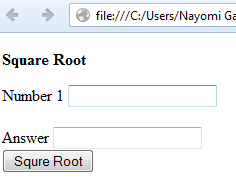 file:///C:/Users/Nayomi Ga
Square Root
Number 1
Answer
Squre Root